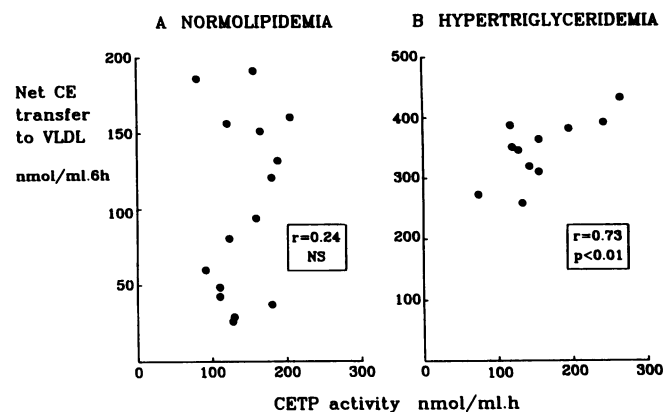 A NORMOLIPIDEMIA
B HYPERTRIGLYCERIDEMIA
Net CE
transfer
to VLDL
nmol/ml.6h
200
150
100
50
r=0.24
NS
0
100
200
300
500
400
300
200
100
r=0.73
p<0.01
0
100
200
300
CETP activity nmol/ml.h